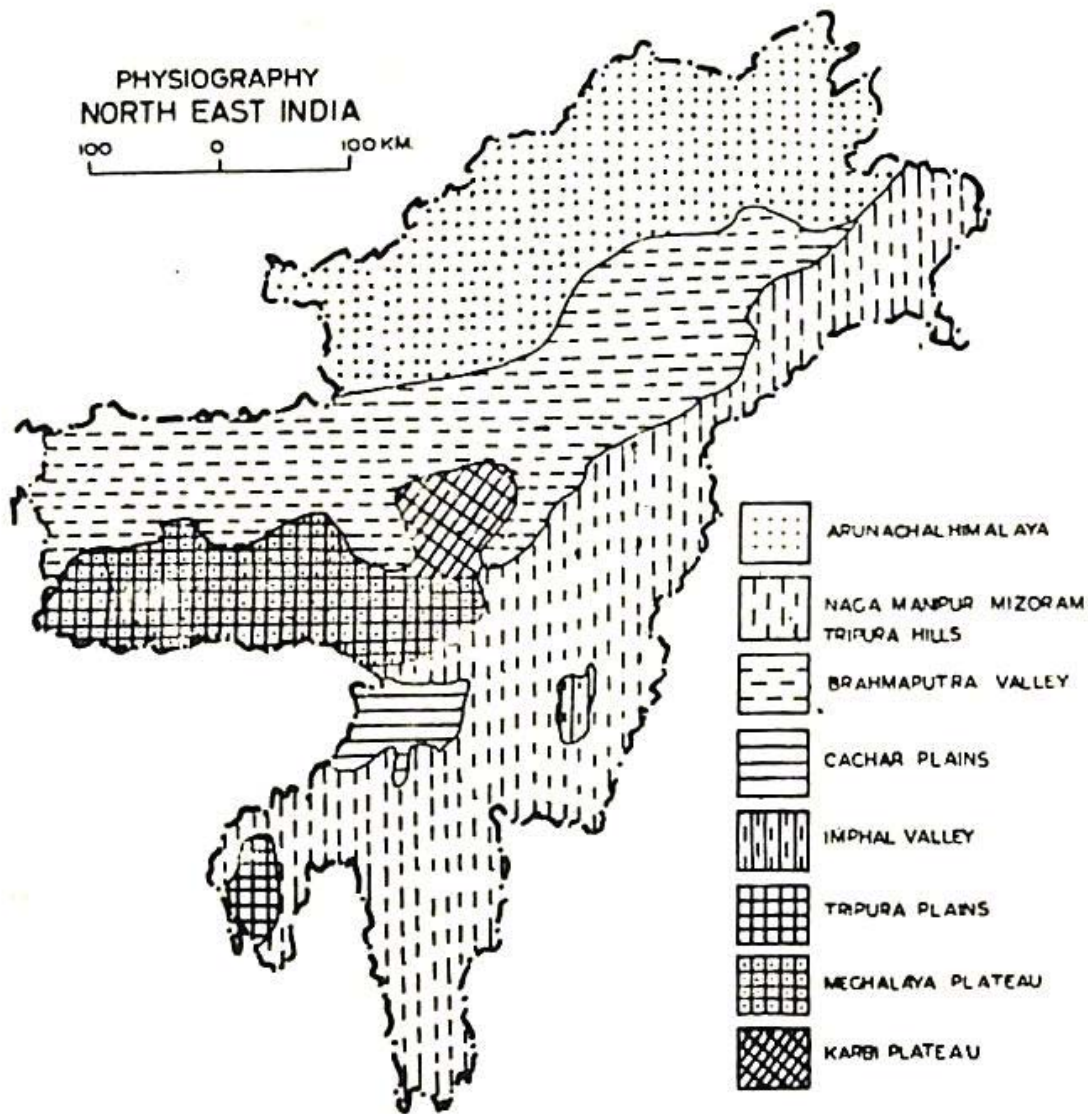 PHYSIOGRAPHY
NORTH EAST INDIA
100 0 100 KM.
ARUNACHAL HIMALAYA
NAGA MANIPUR MIZORAM
TRIPURA HILLS
BRAHMAPUTRA VALLEY
CACHAR PLAINS
IMPHAL VALLEY
TRIPURA PLAINS
MEGHALAYA PLATEAU
KARBI PLATEAU